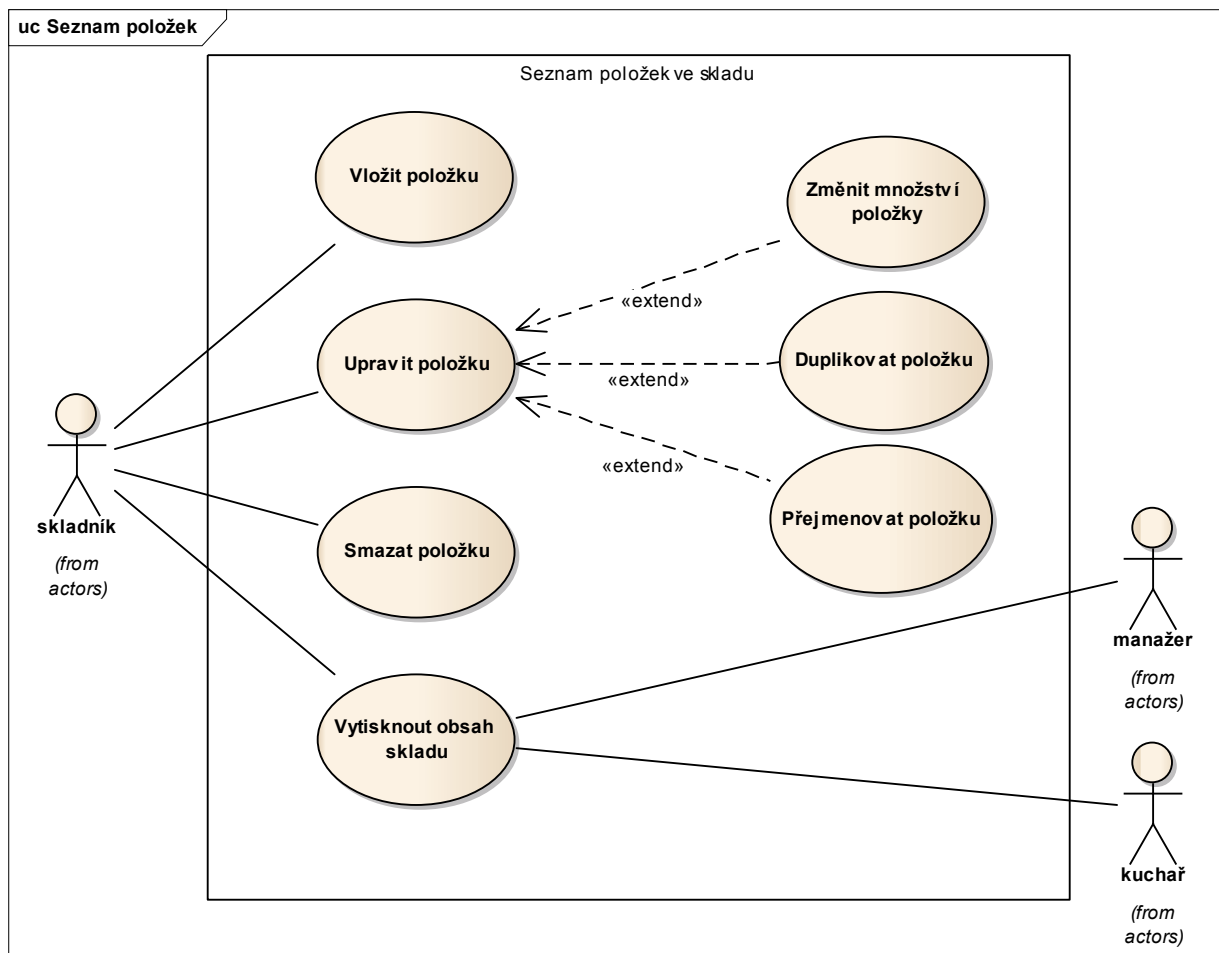 uc Seznam položek
Seznam položek ve skladu
Vložit položku
Změnit množství
položky
«extend»
Upravit položku
Duplikovat položku
«extend»
«extend»
Přejmenovat položku
skladník
(from
actors)
Smazat položku
manažer
(from
actors)
Vytisknout obsah
skladu
kuchař
(from
actors)